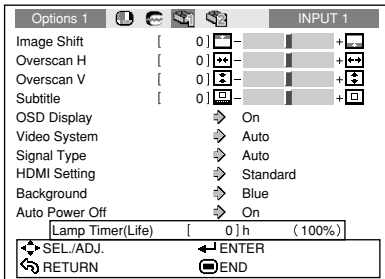 Options 1 INPUT 1
Image Shift [ 0 ] - +
Overscan H [ 0 ] - +
Overscan V [ 0 ] - +
Subtitle [ 0 ] - +
OSD Display On
Video System Auto
Signal Type Auto
HDMI Setting Standard
Background Blue
Auto Power Off On
Lamp Timer(Life) [ 0 ] h (100%)
SEL./ADJ. ENTER
RETURN END